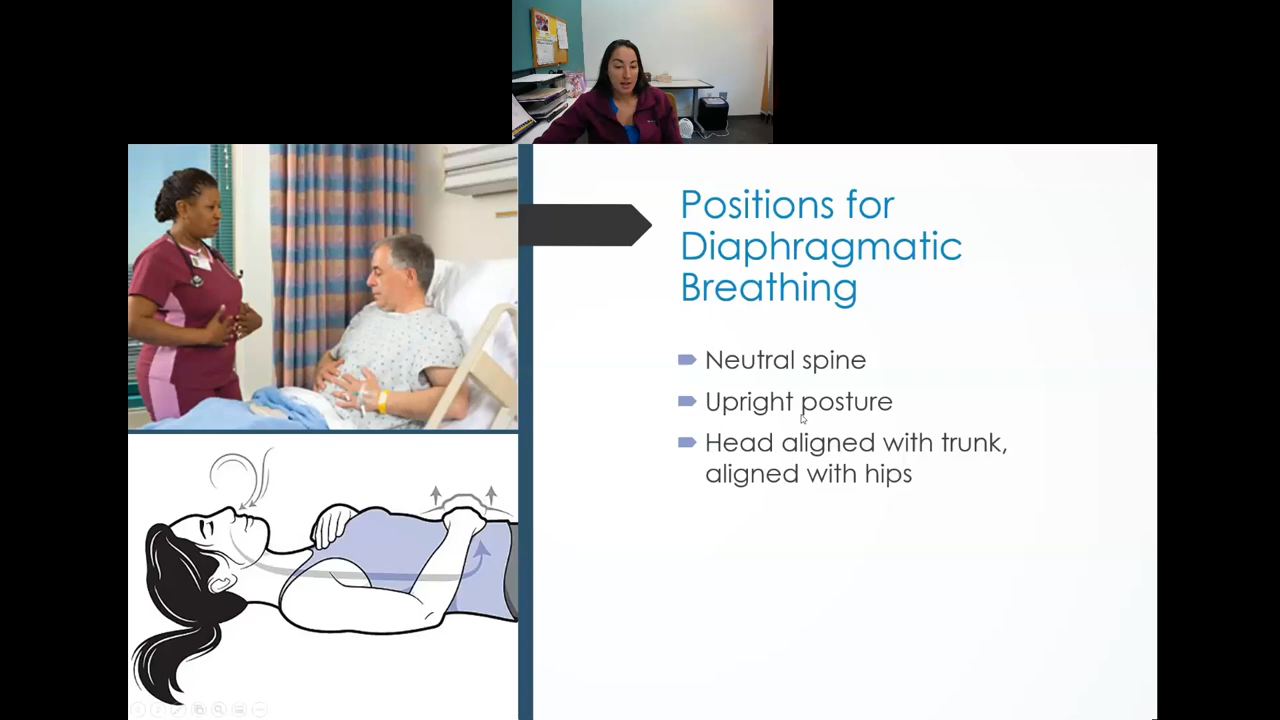 Positions for
Diaphragmatic
Breathing
Neutral spine
Upright posture
Head aligned with trunk,
aligned with hips